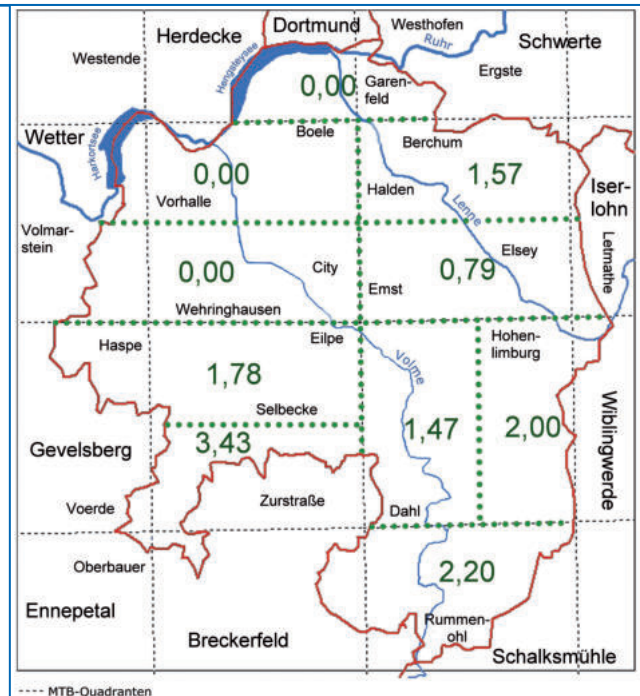 Dortmund
Herdecke
Westhofen
Schwerte
Westende
Ruhr
Hengsteysee
Ergste
0,00
Garen-
feld
Wetter
Boele
Berchum
Harkortsee
0,00
1,57
Iser-
lohn
Vorhalle
Halden
Lenne
Volmar-
stein
Elsey
Letmathe
0,00
City
0,79
Emst
Wehringhausen
Haspe
Eilpe
Hohen-
limburg
Volme
1,78
Selbecke
1,47
2,00
Wiblingwerde
Gevelsberg
3,43
Voerde
Zurstraße
Dahl
Oberbauer
2,20
Ennepetal
Rummen-
ohl
Breckerfeld
Schalksmühle
---- MTB-Quadranten